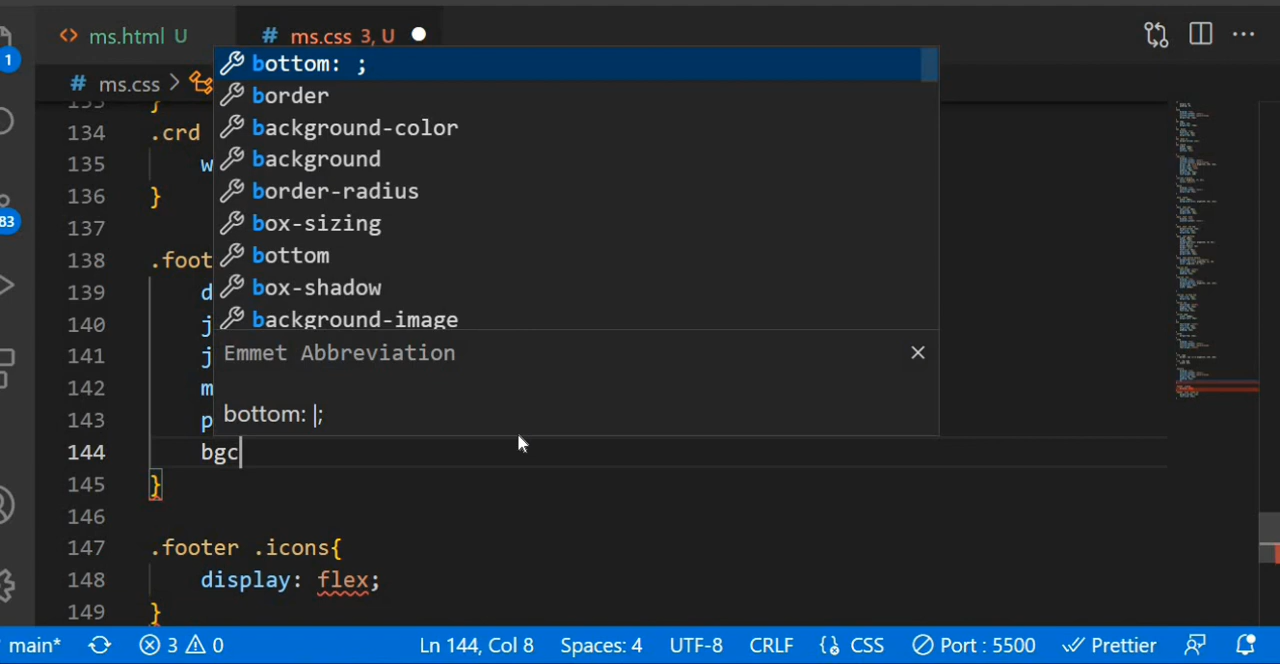 1
<> ms.html U
# ms.css 3, U
# ms.css >
bottom: ;
border
background-color
background
border-radius
box-sizing
bottom
box-shadow
background-image
Emmet Abbreviation
bottom: |;
83
134 .crd
135 w
136 }
137
138 .foot
139 d
140 j
141 j
142 m
143 p
144 bgc
145 }
146
147 .footer .icons{
148 display: flex;
149 }
main* 3 0 Ln 144, Col 8 Spaces: 4 UTF-8 CRLF {} CSS Port : 5500 Prettier